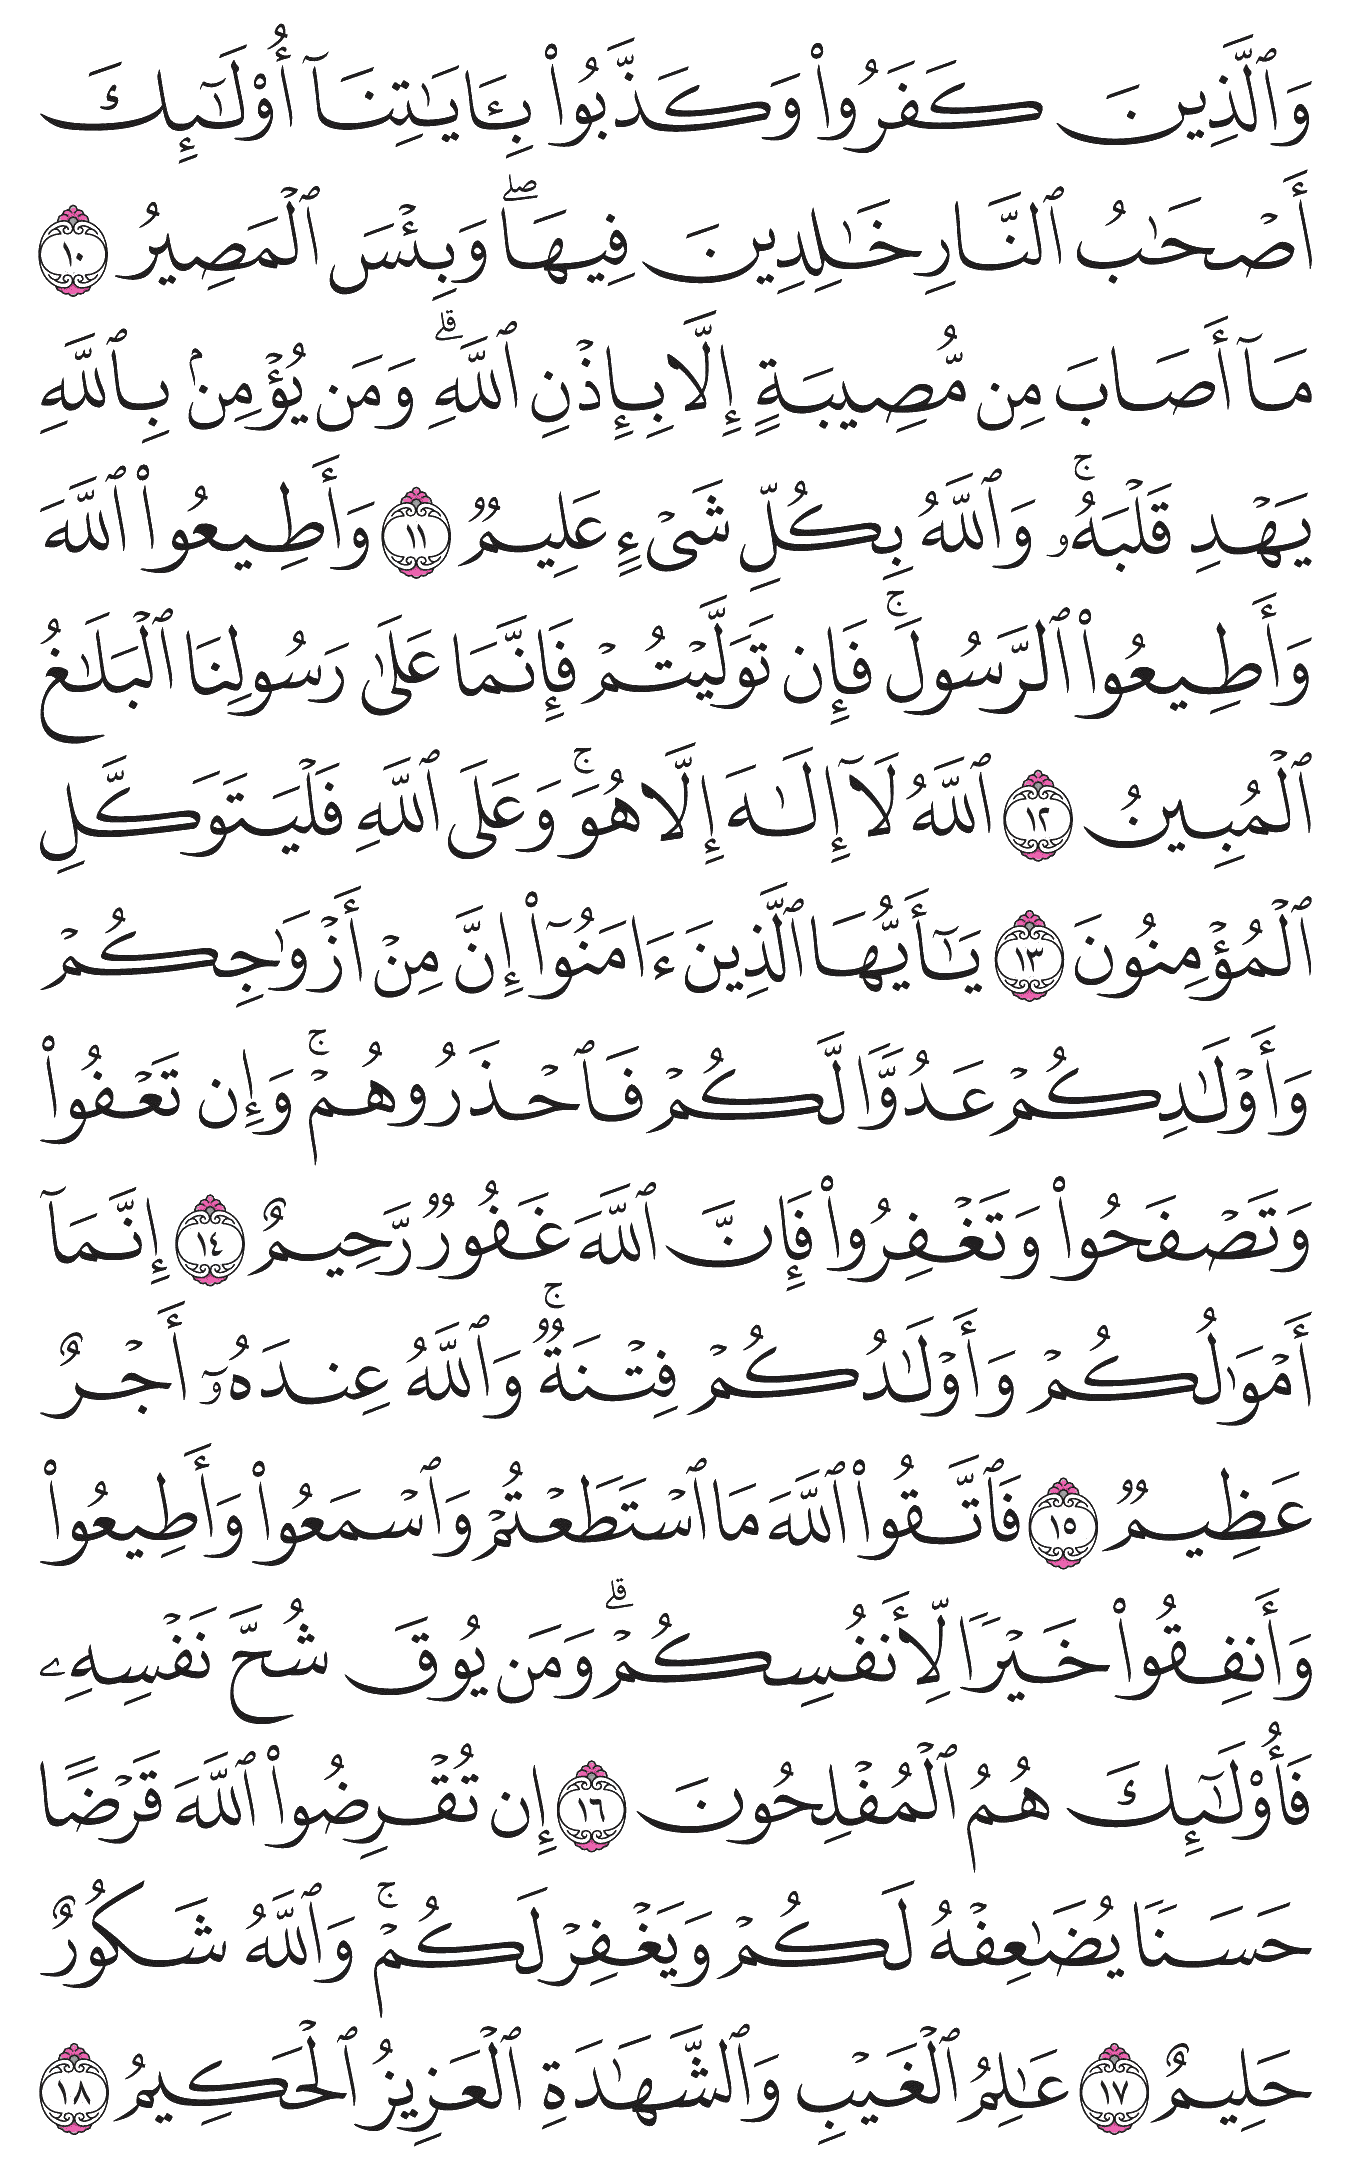 وَٱلَّذِينَ كَفَرُوا۟ وَكَذَّبُوا۟ بِـَٔايَـٰتِنَآ أُو۟لَـٰٓئِكَ
أَصْحَـٰبُ ٱلنَّارِ خَـٰلِدِينَ فِيهَا ۖ وَبِئْسَ ٱلْمَصِيرُ ١٠
مَآ أَصَابَ مِن مُّصِيبَةٍ إِلَّا بِإِذْنِ ٱللَّهِ ۗ وَمَن يُؤْمِنۢ بِٱللَّهِ
يَهْدِ قَلْبَهُۥ ۚ وَٱللَّهُ بِكُلِّ شَىْءٍ عَلِيمٌ ١١ وَأَطِيعُوا۟ ٱللَّهَ
وَأَطِيعُوا۟ ٱلرَّسُولَ ۚ فَإِن تَوَلَّيْتُمْ فَإِنَّمَا عَلَىٰ رَسُولِنَا ٱلْبَلَـٰغُ
ٱلْمُبِينُ ١٢ ٱللَّهُ لَآ إِلَـٰهَ إِلَّا هُوَ ۚ وَعَلَى ٱللَّهِ فَلْيَتَوَكَّلِ
ٱلْمُؤْمِنُونَ ١٣ يَـٰٓأَيُّهَا ٱلَّذِينَ ءَامَنُوٓا۟ إِنَّ مِنْ أَزْوَٰجِكُمْ
وَأَوْلَـٰدِكُمْ عَدُوًّا لَّكُمْ فَٱحْذَرُوهُمْ ۚ وَإِن تَعْفُوا۟
وَتَصْفَحُوا۟ وَتَغْفِرُوا۟ فَإِنَّ ٱللَّهَ غَفُورٌ رَّحِيمٌ ١٤ إِنَّمَآ
أَمْوَٰلُكُمْ وَأَوْلَـٰدُكُمْ فِتْنَةٌ ۚ وَٱللَّهُ عِندَهُۥٓ أَجْرٌ
عَظِيمٌ ١٥ فَٱتَّقُوا۟ ٱللَّهَ مَا ٱسْتَطَعْتُمْ وَٱسْمَعُوا۟ وَأَطِيعُوا۟
وَأَنفِقُوا۟ خَيْرًا لِّأَنفُسِكُمْ ۗ وَمَن يُوقَ شُحَّ نَفْسِهِۦ
فَأُو۟لَـٰٓئِكَ هُمُ ٱلْمُفْلِحُونَ ١٦ إِن تُقْرِضُوا۟ ٱللَّهَ قَرْضًا
حَسَنًا يُضَـٰعِفْهُ لَكُمْ وَيَغْفِرْ لَكُمْ ۚ وَٱللَّهُ شَكُورٌ
حَلِيمٌ ١٧ عَـٰلِمُ ٱلْغَيْبِ وَٱلشَّهَـٰدَةِ ٱلْعَزِيزُ ٱلْحَكِيمُ ١٨